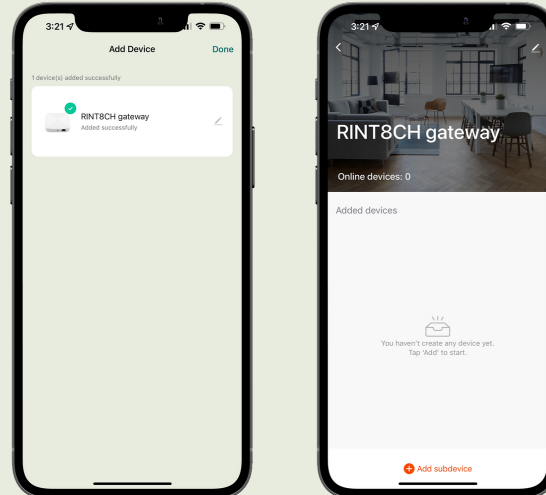 3:21
Add Device
Done
1 device(s) added successfully
RINT8CH gateway
Added successfully
3:21
RINT8CH gateway
Online devices: 0
Added devices
You haven't create any device yet.
Tap 'Add' to start.
Add subdevice